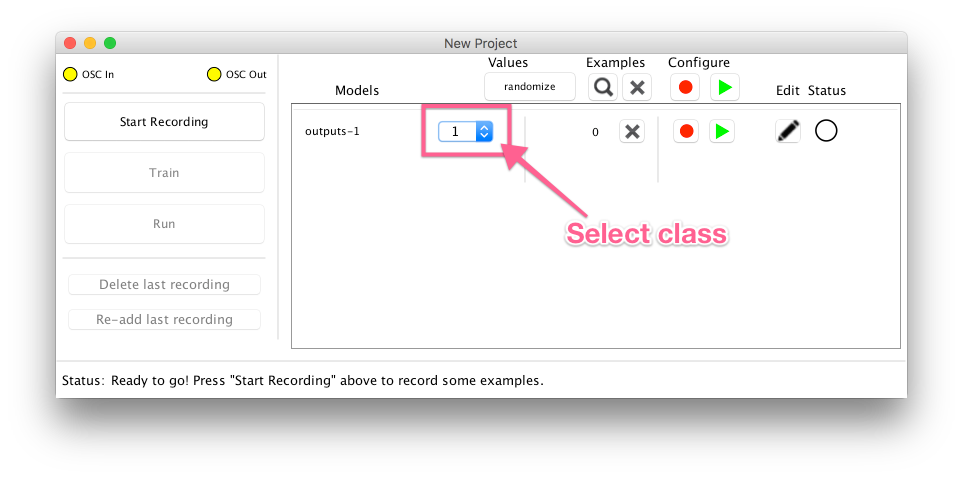 New Project
OSC In
OSC Out
Start Recording
Train
Run
Delete last recording
Re-add last recording
Values
Examples
Configure
Models
randomize
Edit
Status
outputs-1
1
0
Select class
Status: Ready to go! Press "Start Recording" above to record some examples.